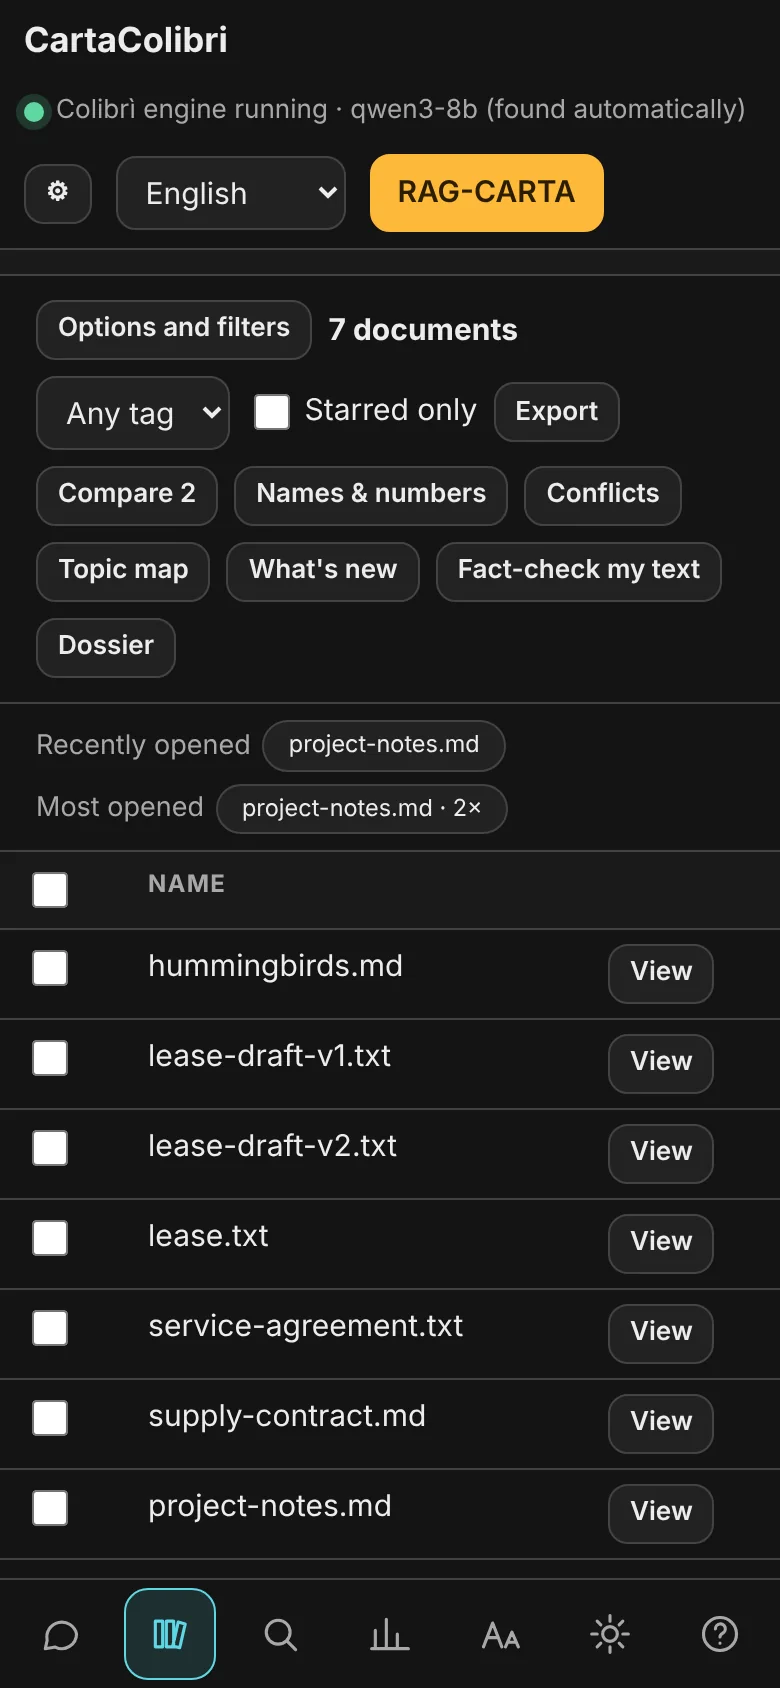 CartaColibri
Colibrì engine running · qwen3-8b (found automatically)
English RAG-CARTA
Options and filters 7 documents
Any tag Starred only Export
Compare 2 Names & numbers Conflicts
Topic map What's new Fact-check my text
Dossier
Recently opened project-notes.md
Most opened project-notes.md · 2×
NAME
hummingbirds.md View
lease-draft-v1.txt View
lease-draft-v2.txt View
lease.txt View
service-agreement.txt View
supply-contract.md View
project-notes.md View
AA